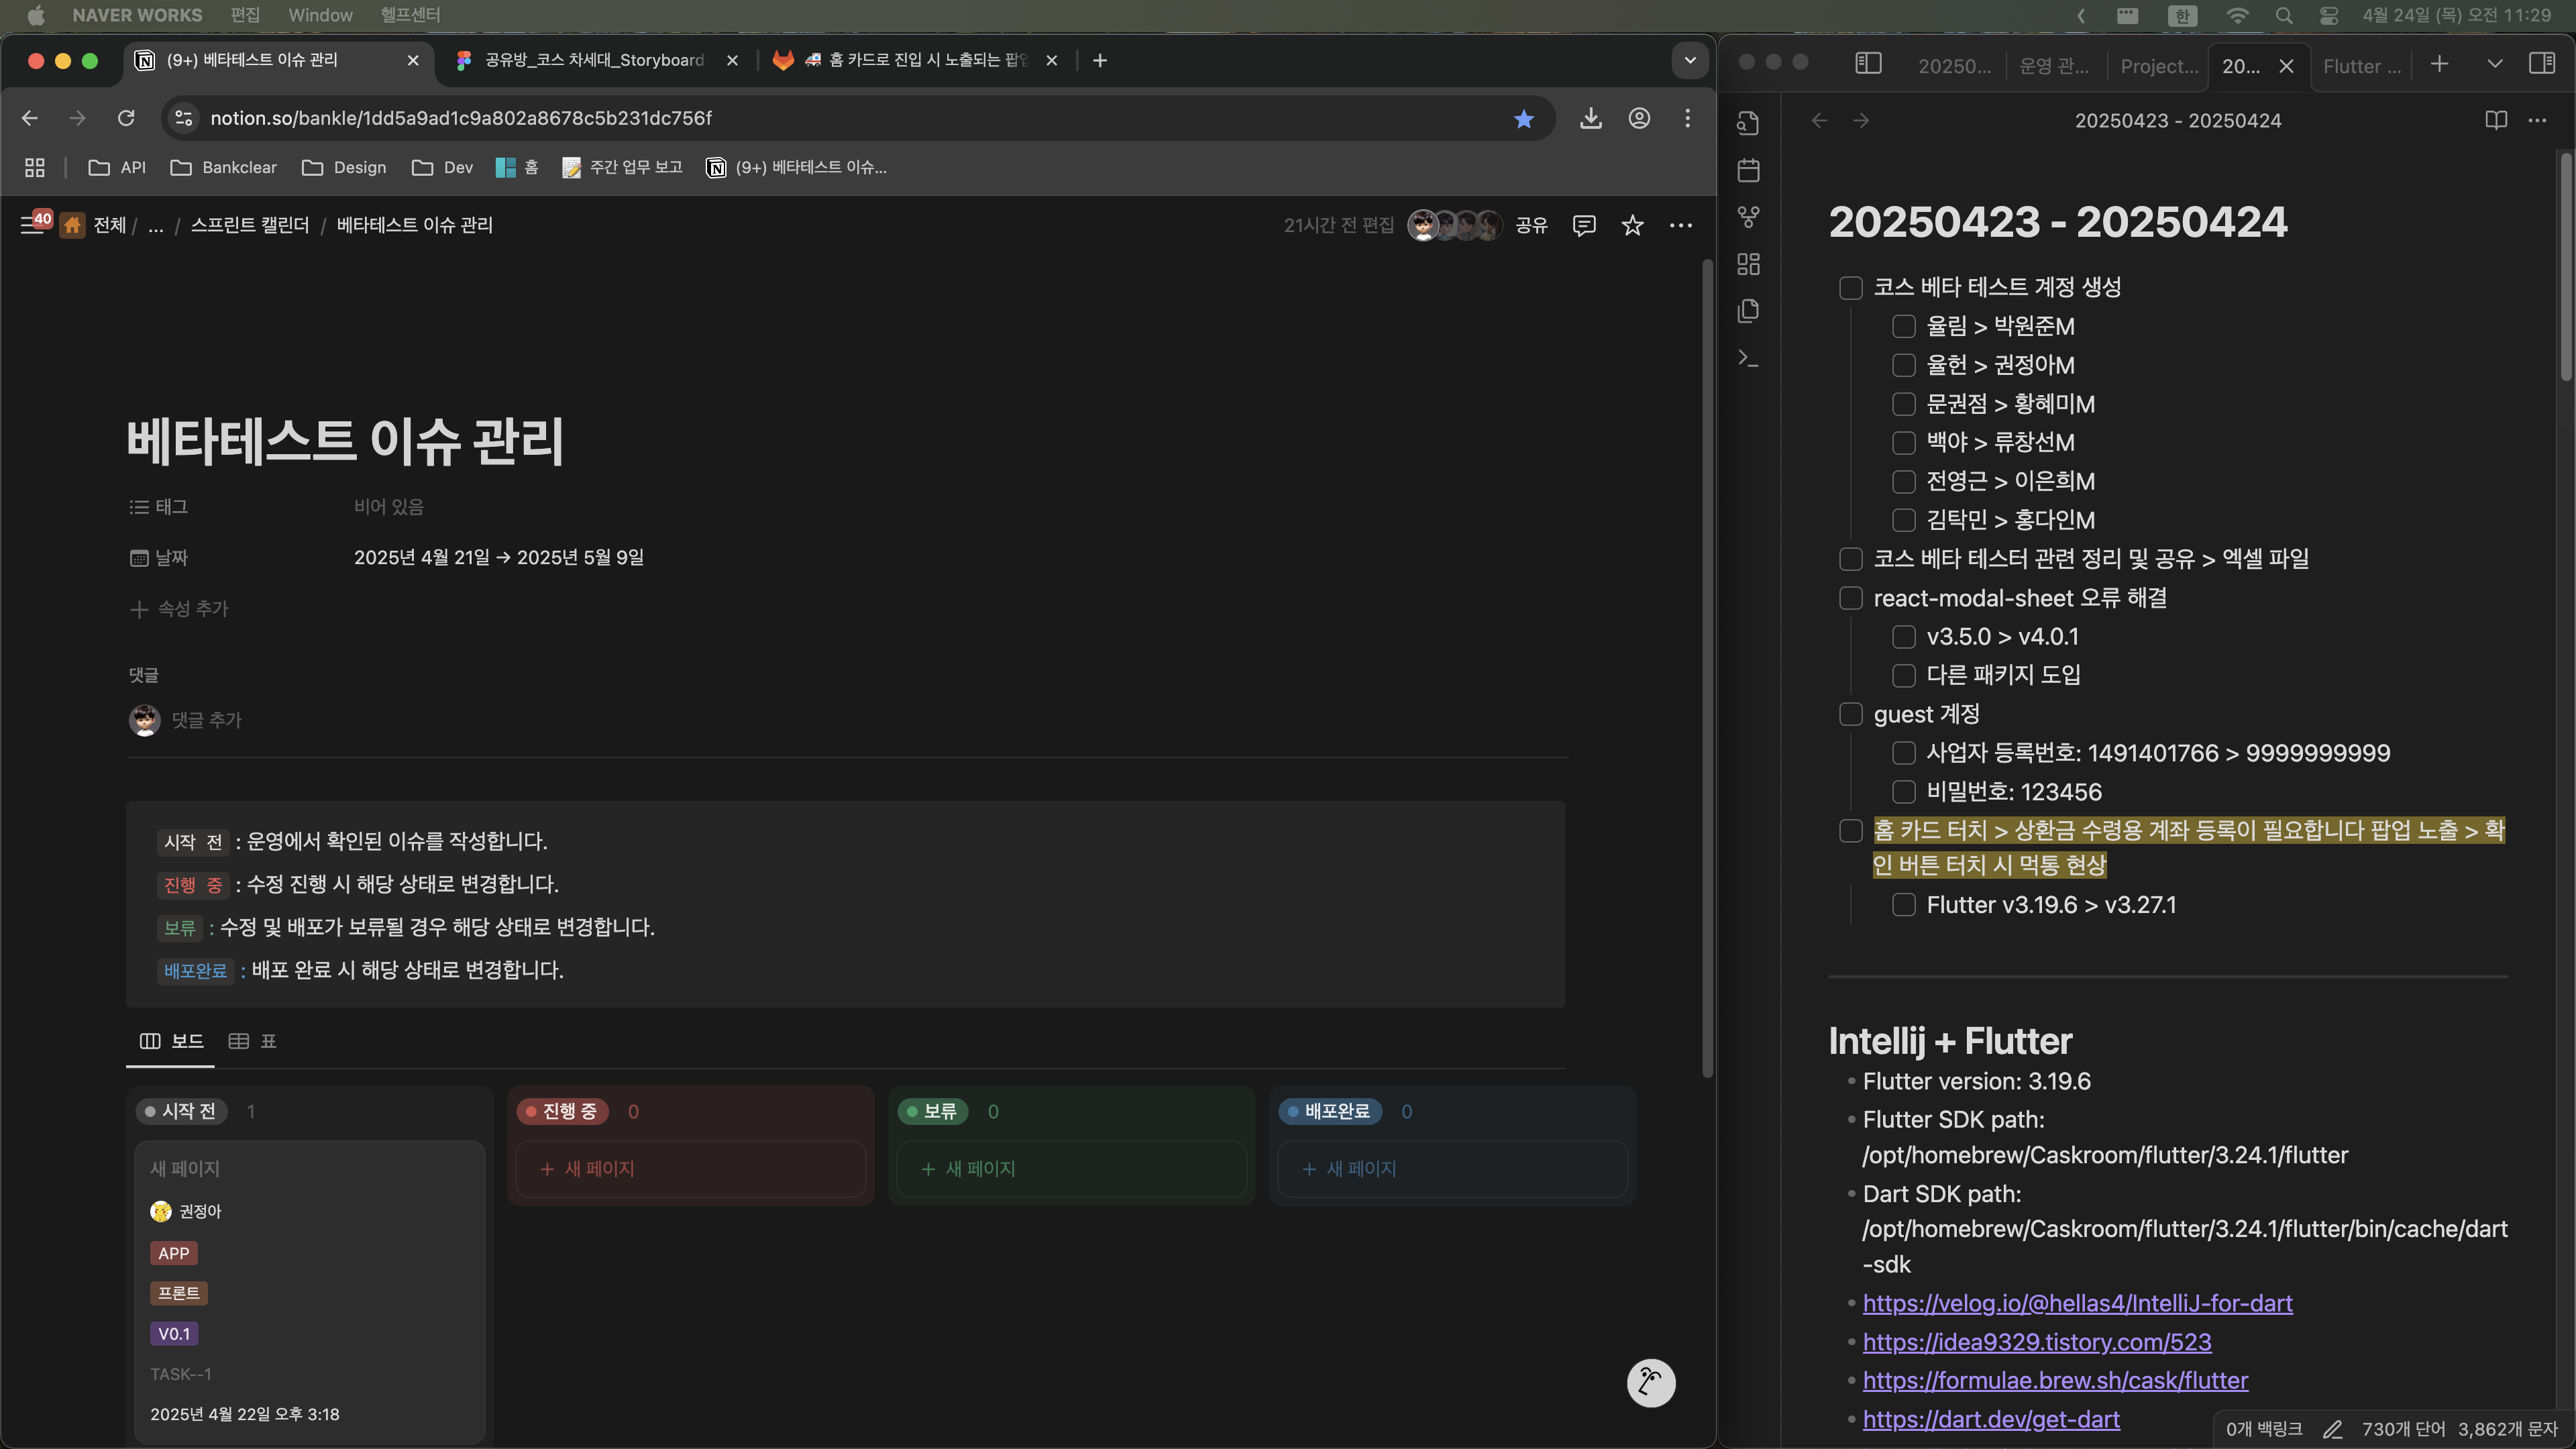 NAVER WORKS 편집 Window 헬프센터
한 4월 24일 (목) 오전 11:29
(9+) 베타테스트 이슈 관리
공유방_코스 차세대_Storyboard
홈 카드로 진입 시 노출되는 팝업
notion.so/bankle/1dd5a9ad1c9a802a8678c5b231dc756f
API Bankclear Design Dev 홈 주간 업무 보고 (9+) 베타테스트 이슈...
40 전체 / ... / 스프린트 캘린더 / 베타테스트 이슈 관리
21시간 전 편집 공유
베타테스트 이슈 관리
태그 비어 있음
날짜 2025년 4월 21일 → 2025년 5월 9일
속성 추가
댓글
댓글 추가
시작 전 : 운영에서 확인된 이슈를 작성합니다.
진행 중 : 수정 진행 시 해당 상태로 변경합니다.
보류 : 수정 및 배포가 보류될 경우 해당 상태로 변경합니다.
배포완료 : 배포 완료 시 해당 상태로 변경합니다.
보드 표
시작 전 1
새 페이지
권정아
APP
프론트
V0.1
TASK--1
2025년 4월 22일 오후 3:18
진행 중 0
+ 새 페이지
보류 0
+ 새 페이지
배포완료 0
+ 새 페이지
20250... 운영 관... Project... 20... Flutter ...
20250423 - 20250424
20250423 - 20250424
코스 베타 테스트 계정 생성
율림 > 박원준M
율헌 > 권정아M
문권점 > 황혜미M
백야 > 류창선M
전영근 > 이은희M
김탁민 > 홍다인M
코스 베타 테스터 관련 정리 및 공유 > 엑셀 파일
react-modal-sheet 오류 해결
v3.5.0 > v4.0.1
다른 패키지 도입
guest 계정
사업자 등록번호: 1491401766 > 9999999999
비밀번호: 123456
홈 카드 터치 > 상환금 수령용 계좌 등록이 필요합니다 팝업 노출 > 확
인 버튼 터치 시 먹통 현상
Flutter v3.19.6 > v3.27.1
Intellij + Flutter
Flutter version: 3.19.6
Flutter SDK path:
/opt/homebrew/Caskroom/flutter/3.24.1/flutter
Dart SDK path:
/opt/homebrew/Caskroom/flutter/3.24.1/flutter/bin/cache/dart
-sdk
https://velog.io/@hellas4/IntelliJ-for-dart
https://idea9329.tistory.com/523
https://formulae.brew.sh/cask/flutter
https://dart.dev/get-dart
0개 백링크 730개 단어 3,862개 문자